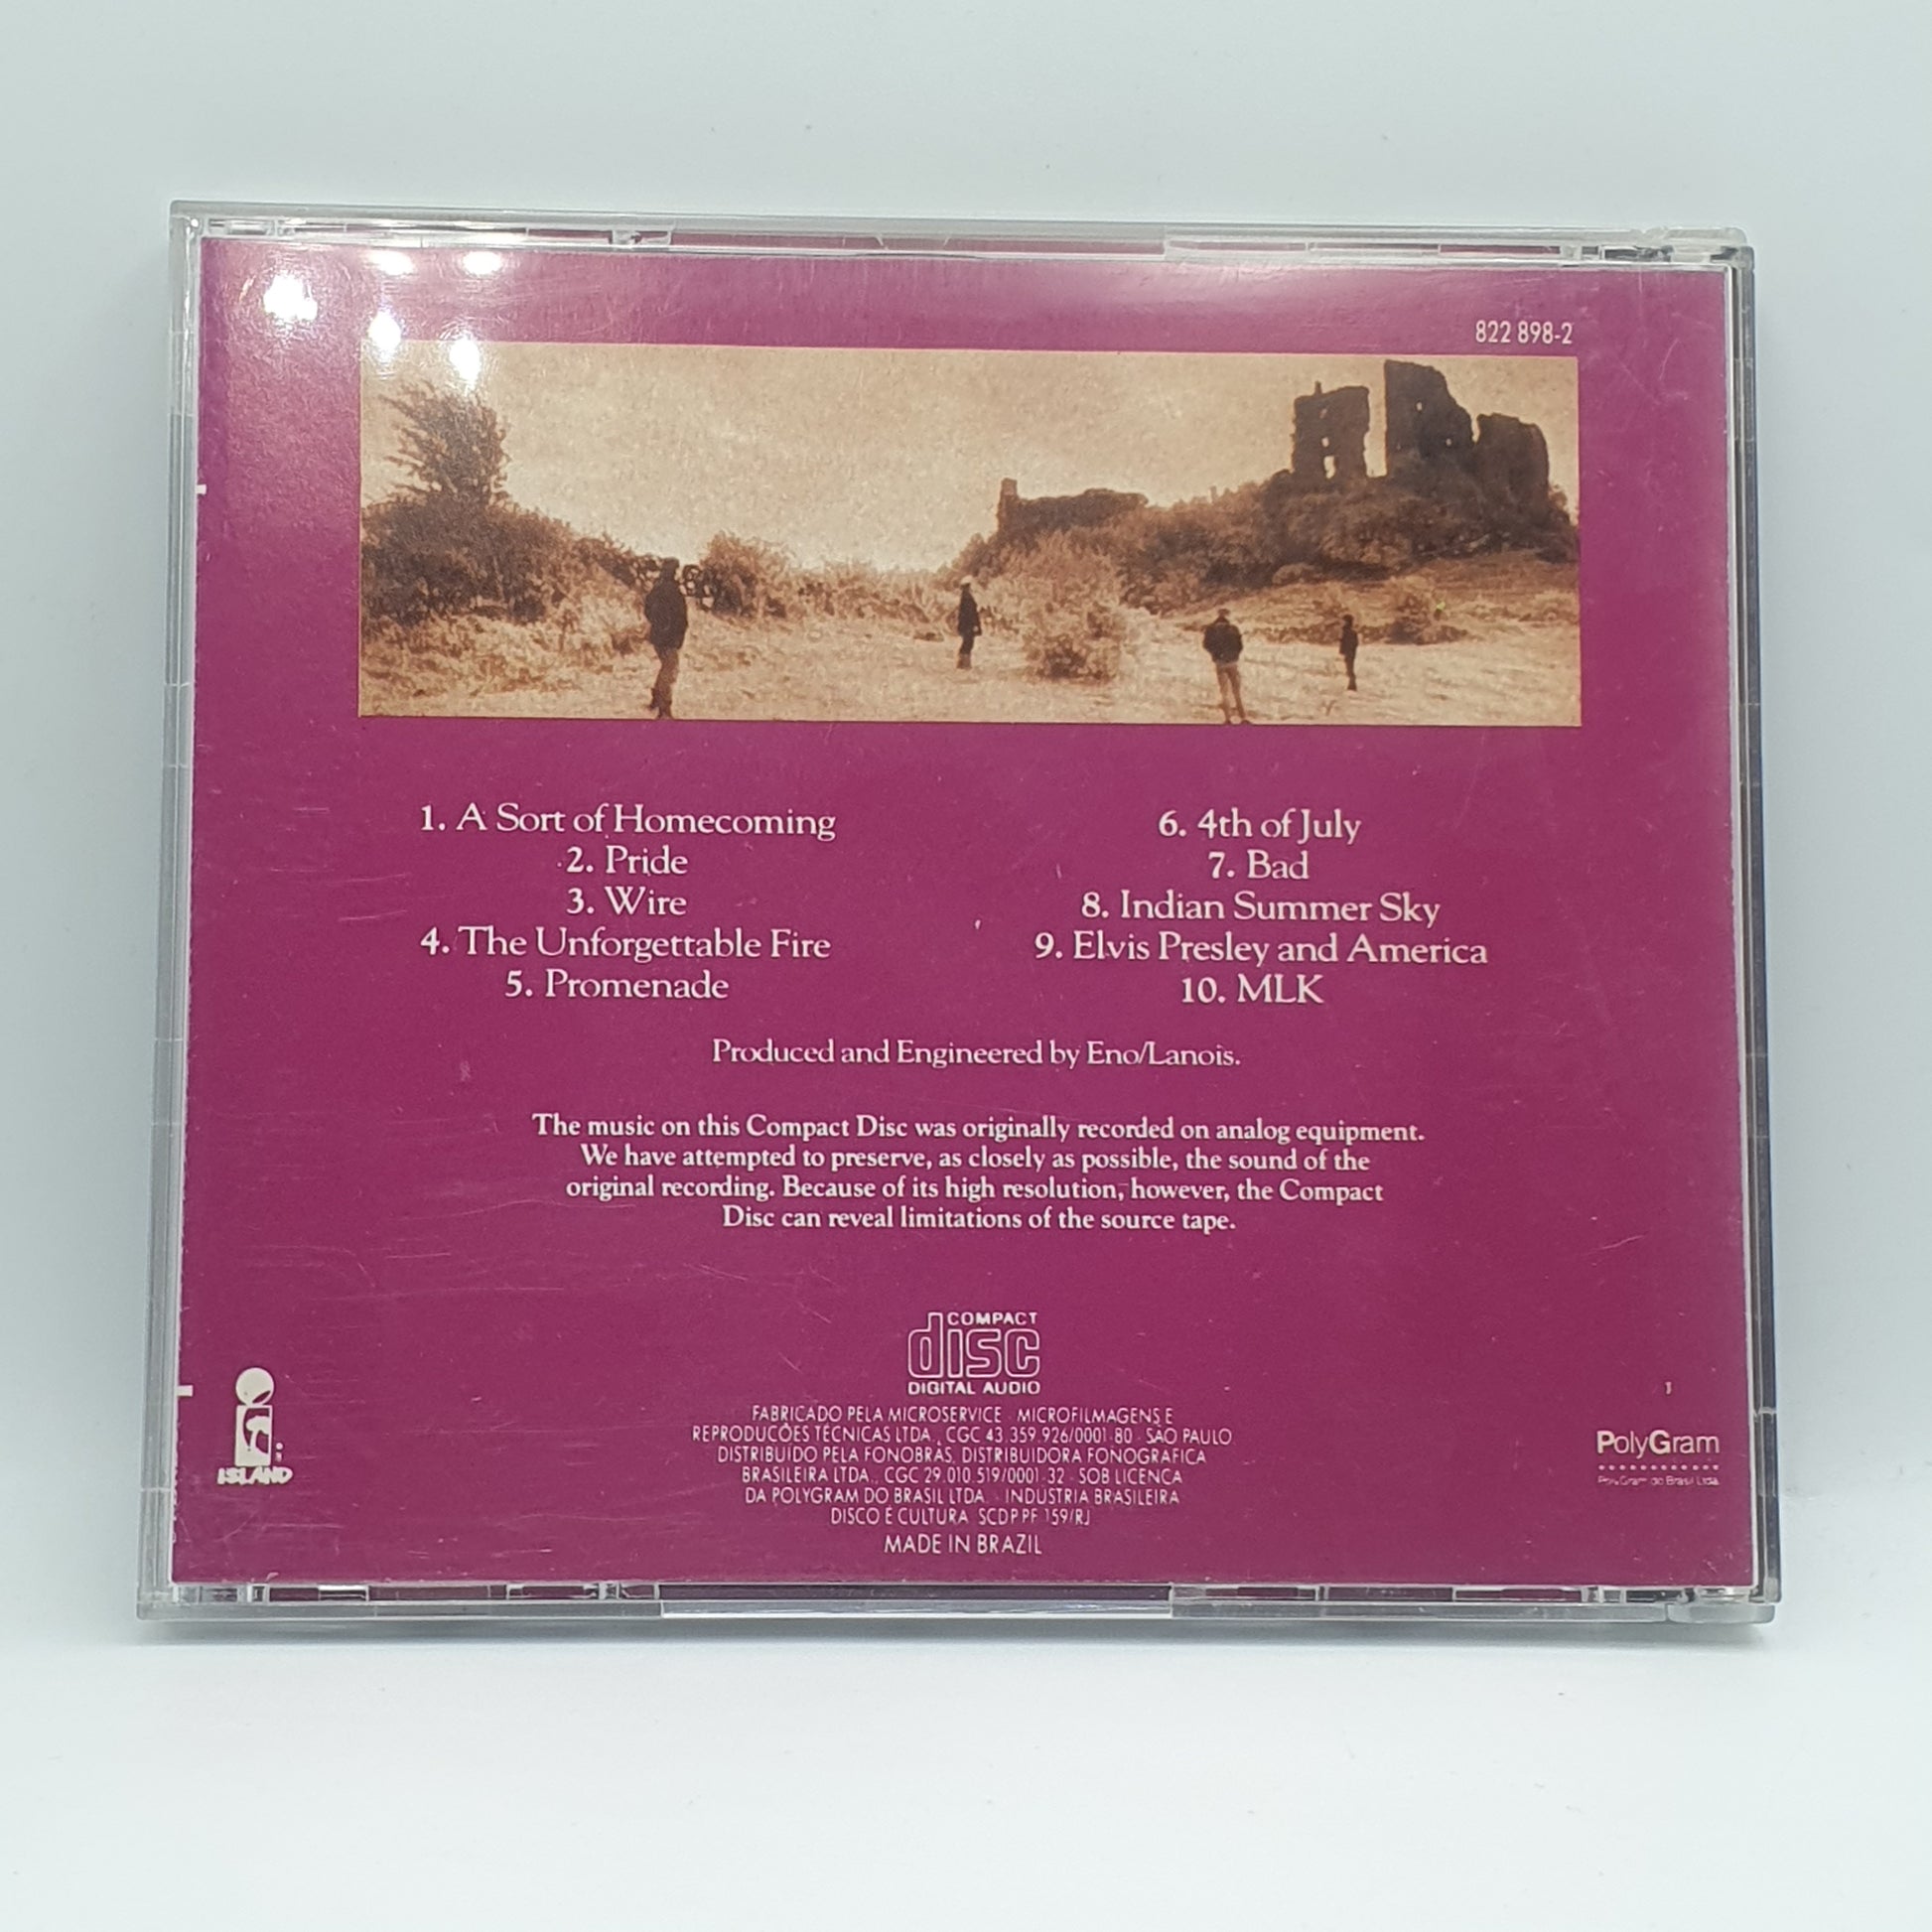 822 898-2
1. A Sort of Homecoming
2. Pride
3. Wire
4. The Unforgettable Fire
5. Promenade
6. 4th of July
7. Bad
8. Indian Summer Sky
9. Elvis Presley and America
10. MLK
Produced and Engineered by Eno/Lanois.
The music on this Compact Disc was originally recorded on analog equipment.
We have attempted to preserve, as closely as possible, the sound of the
original recording. Because of its high resolution, however, the Compact
Disc can reveal limitations of the source tape.
COMPACT
disc
DIGITAL AUDIO
FABRICADO PELA MICROSERVICE - MICROFILMAGENS E
REPRODUÇÕES TÉCNICAS LTDA., CGC 43.359.926/0001-80 - SÃO PAULO
DISTRIBUÍDO PELA FONOBRÁS, DISTRIBUIDORA FONOGRÁFICA
BRASILEIRA LTDA., CGC 29.010.519/0001-32 - SOB LICENÇA
DA POLYGRAM DO BRASIL LTDA. - INDÚSTRIA BRASILEIRA
DISCO É CULTURA SCDP PF 159/RJ
MADE IN BRAZIL
ISLAND
1
PolyGram
PolyGram do Brasil Ltda.